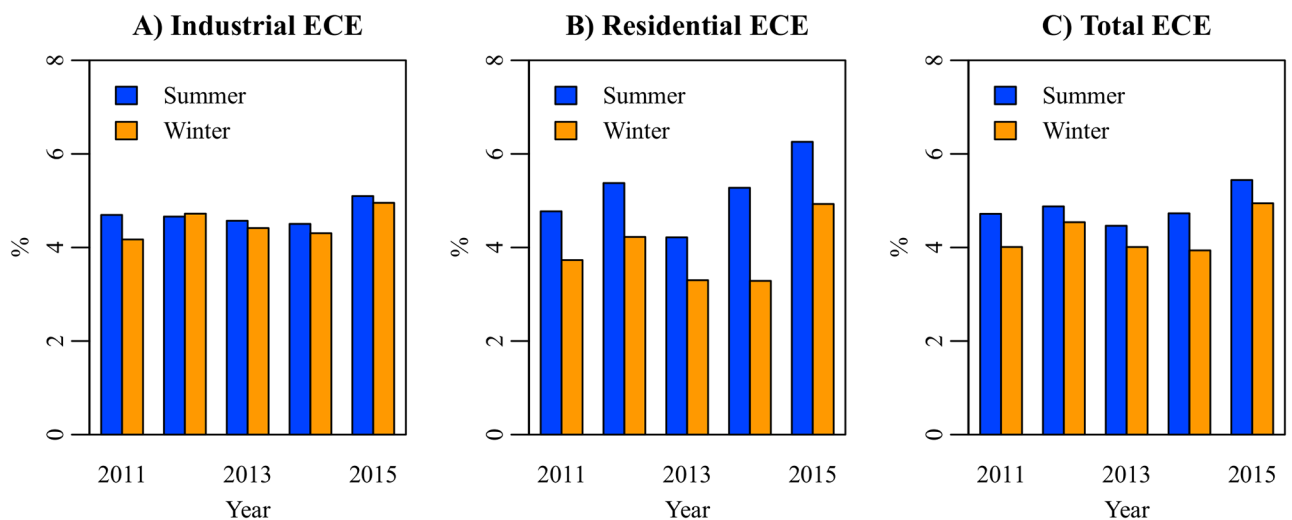 A) Industrial ECE
8
6
4
2
0
%
Summer
Winter
2011
2013
2015
Year
B) Residential ECE
8
6
4
2
0
%
Summer
Winter
2011
2013
2015
Year
C) Total ECE
8
6
4
2
0
%
Summer
Winter
2011
2013
2015
Year